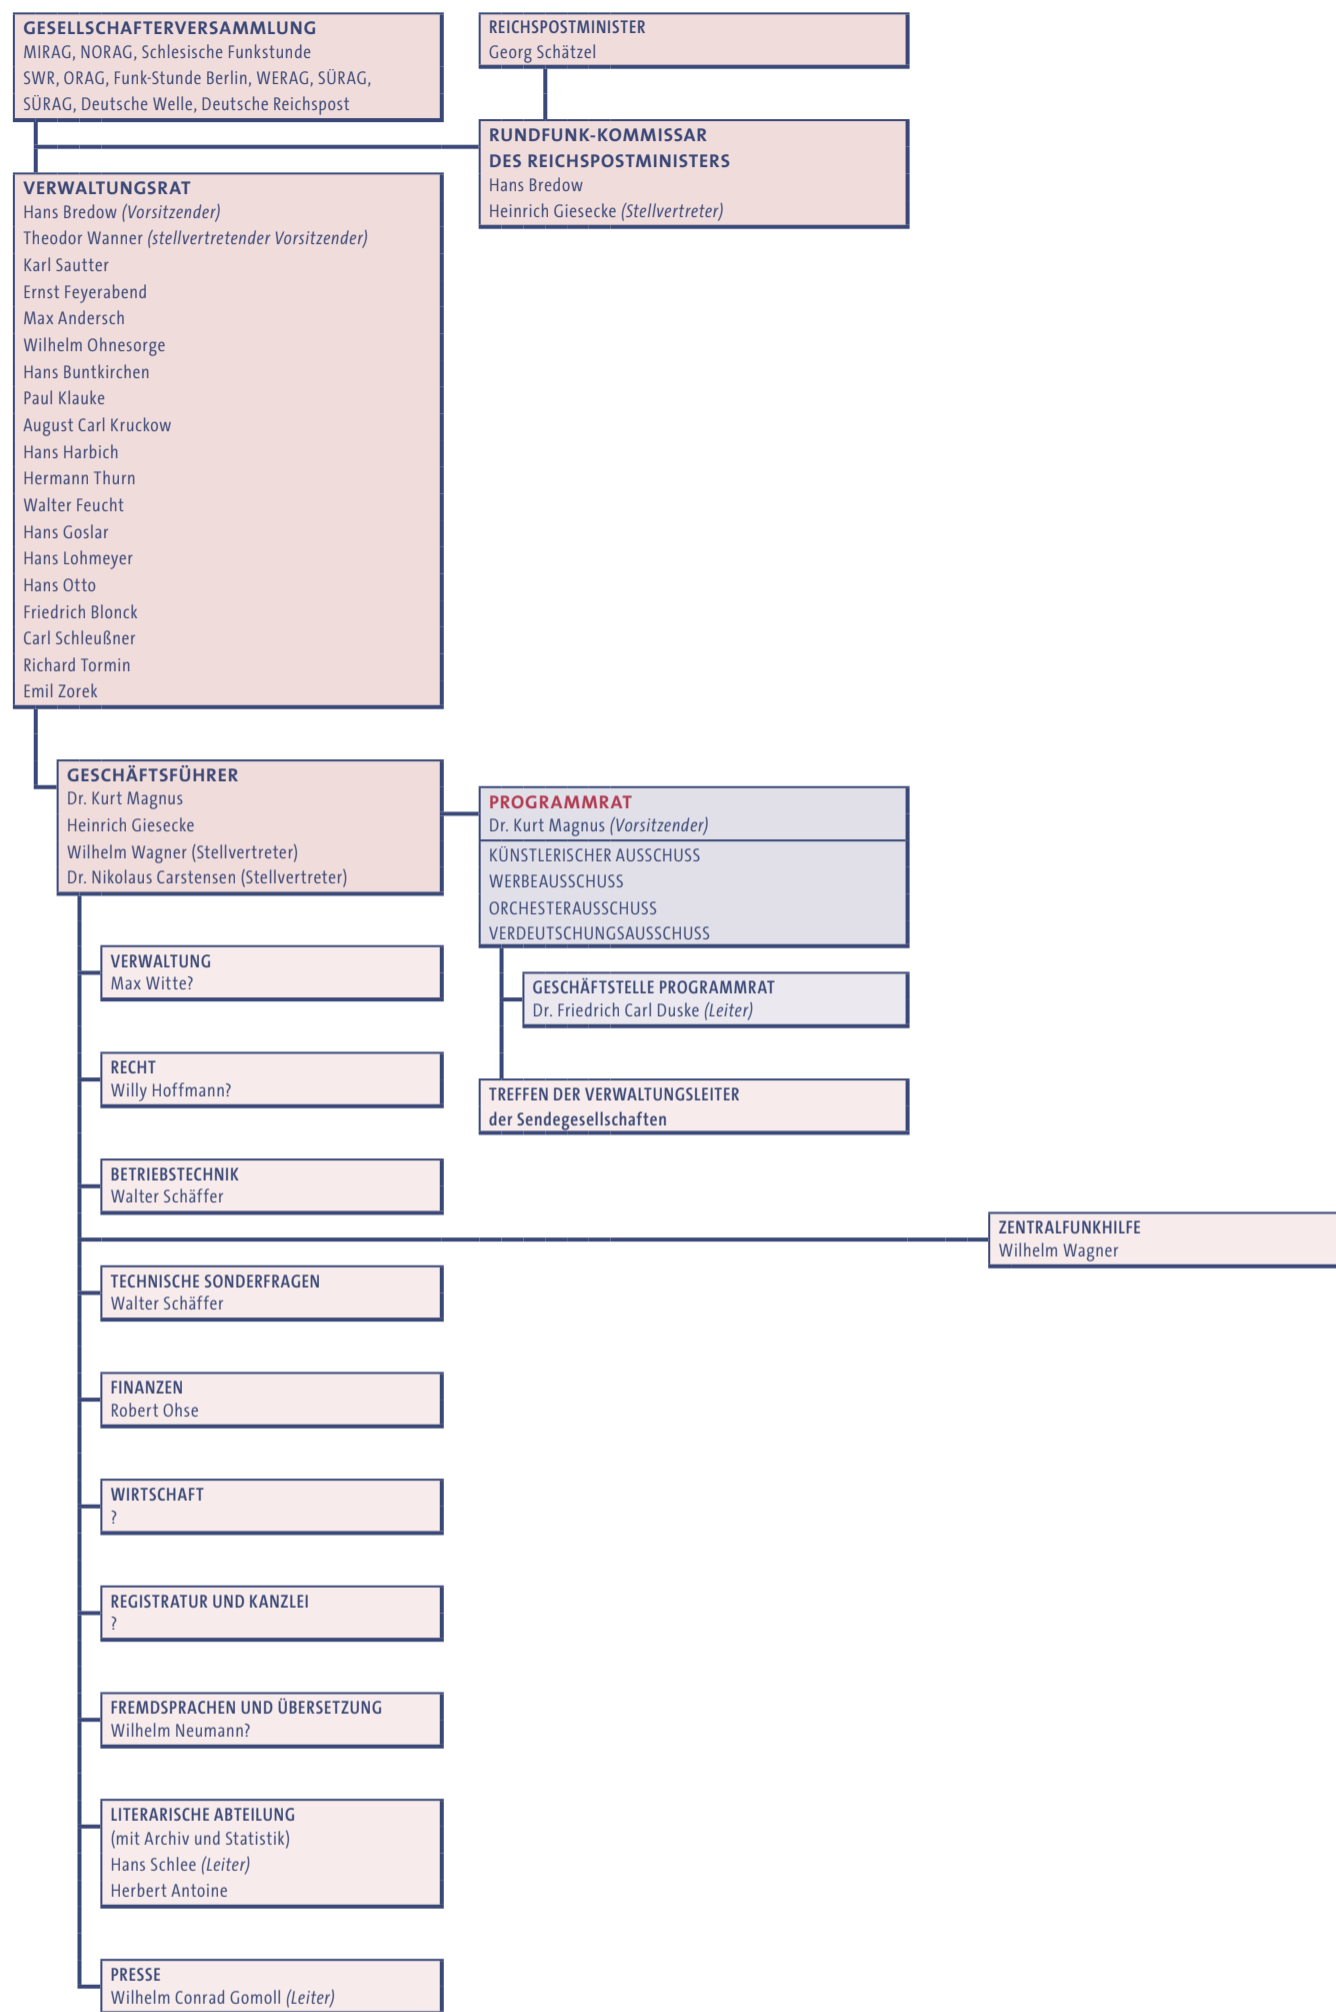 GESELLSCHAFTERVERSAMMLUNG
MIRAG, NORAG, Schlesische Funkstunde
SWR, ORAG, Funk-Stunde Berlin, WERAG, SÜRAG,
SÜRAG, Deutsche Welle, Deutsche Reichspost
REICHSPOSTMINISTER
Georg Schätzel
RUNDFUNK-KOMMISSAR
DES REICHSPOSTMINISTERS
Hans Bredow
Heinrich Giesecke (Stellvertreter)
VERWALTUNGSRAT
Hans Bredow (Vorsitzender)
Theodor Wanner (stellvertretender Vorsitzender)
Karl Sautter
Ernst Feyerabend
Max Andersch
Wilhelm Ohnesorge
Hans Buntkirchen
Paul Klauke
August Carl Kruckow
Hans Harbich
Hermann Thurn
Walter Feucht
Hans Goslar
Hans Lohmeyer
Hans Otto
Friedrich Blonck
Carl Schleußner
Richard Tormin
Emil Zorek
GESCHÄFTSFÜHRER
Dr. Kurt Magnus
Heinrich Giesecke
Wilhelm Wagner (Stellvertreter)
Dr. Nikolaus Carstensen (Stellvertreter)
PROGRAMMRAT
Dr. Kurt Magnus (Vorsitzender)
KÜNSTLERISCHER AUSSCHUSS
WERBEAUSSCHUSS
ORCHESTERAUSSCHUSS
VERDEUTSCHUNGSAUSSCHUSS
GESCHÄFTSTELLE PROGRAMMRAT
Dr. Friedrich Carl Duske (Leiter)
TREFFEN DER VERWALTUNGSLEITER
der Sendegesellschaften
VERWALTUNG
Max Witte?
RECHT
Willy Hoffmann?
BETRIEBSTECHNIK
Walter Schäffer
ZENTRALFUNKHILFE
Wilhelm Wagner
TECHNISCHE SONDERFRAGEN
Walter Schäffer
FINANZEN
Robert Ohse
WIRTSCHAFT
?
REGISTRATUR UND KANZLEI
?
FREMDSPRACHEN UND ÜBERSETZUNG
Wilhelm Neumann?
LITERARISCHE ABTEILUNG
(mit Archiv und Statistik)
Hans Schlee (Leiter)
Herbert Antoine
PRESSE
Wilhelm Conrad Gomoll (Leiter)